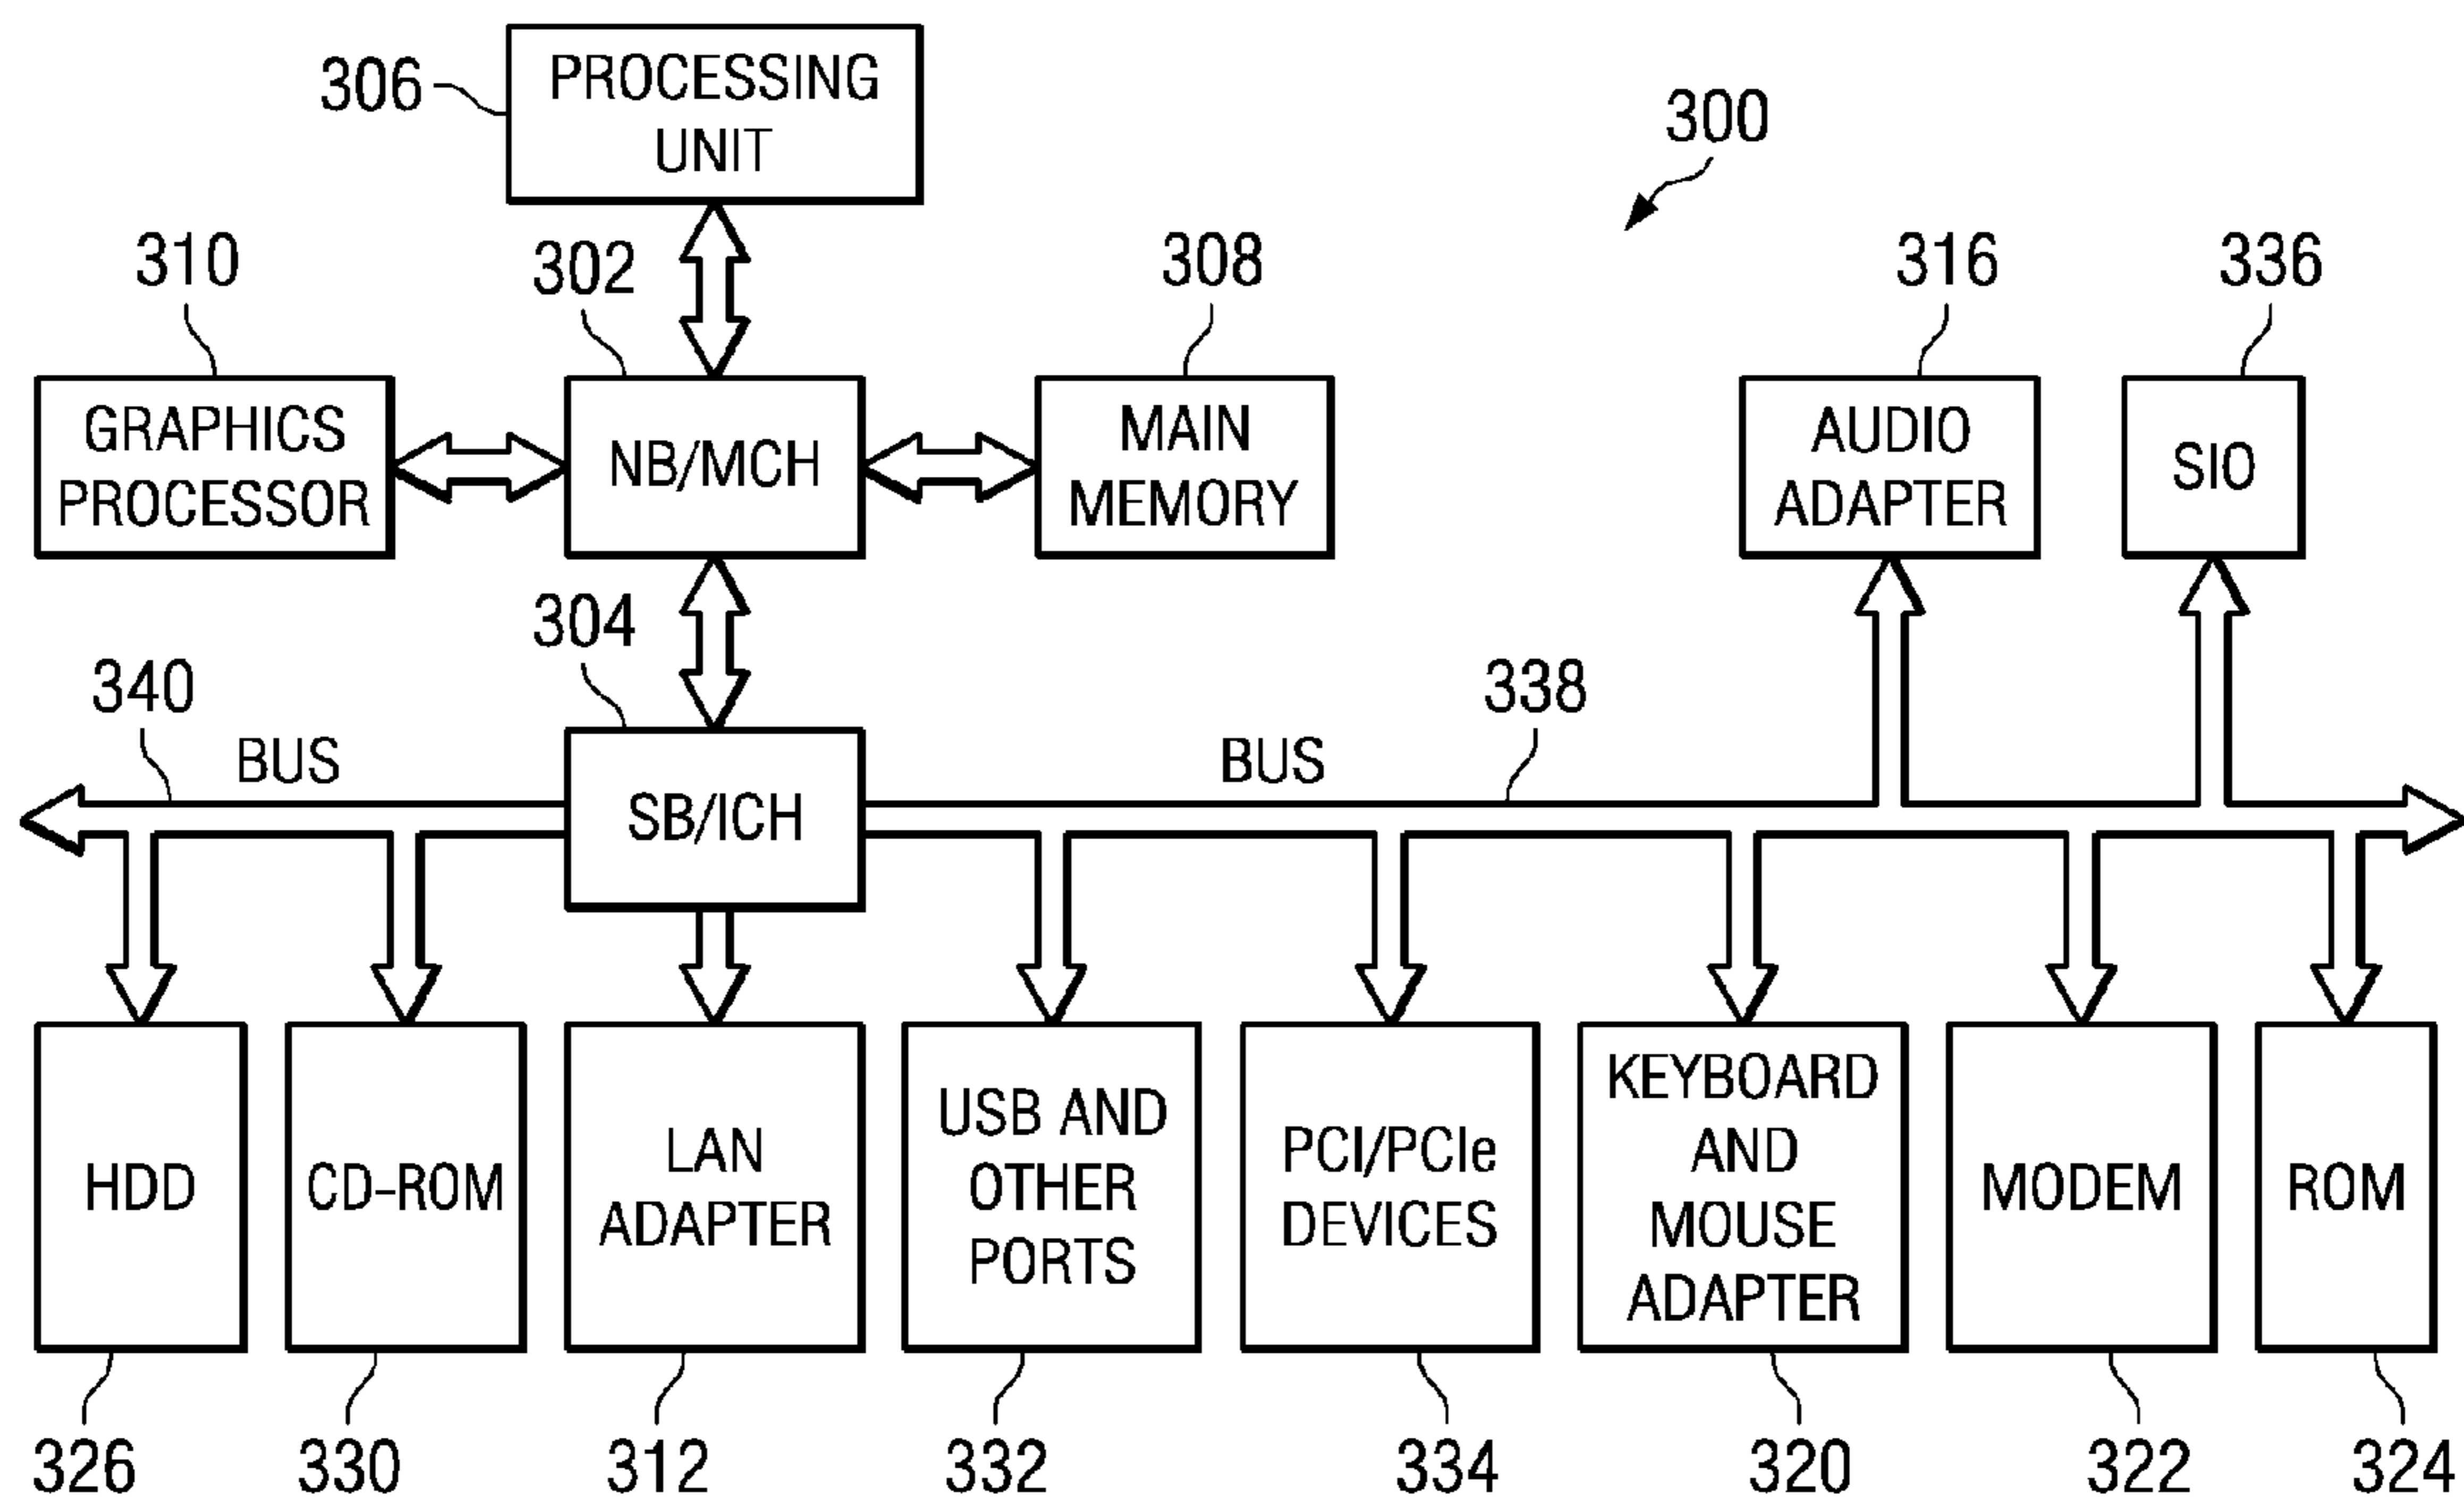 306
PROCESSING
UNIT
300
310
302
308
316
336
GRAPHICS
PROCESSOR
NB/MCH
MAIN
MEMORY
AUDIO
ADAPTER
SIO
304
340
BUS
SB/ICH
BUS
338
HDD
CD-ROM
LAN
ADAPTER
USB AND
OTHER
PORTS
PCI/PCIe
DEVICES
KEYBOARD
AND
MOUSE
ADAPTER
MODEM
ROM
326
330
312
332
334
320
322
324